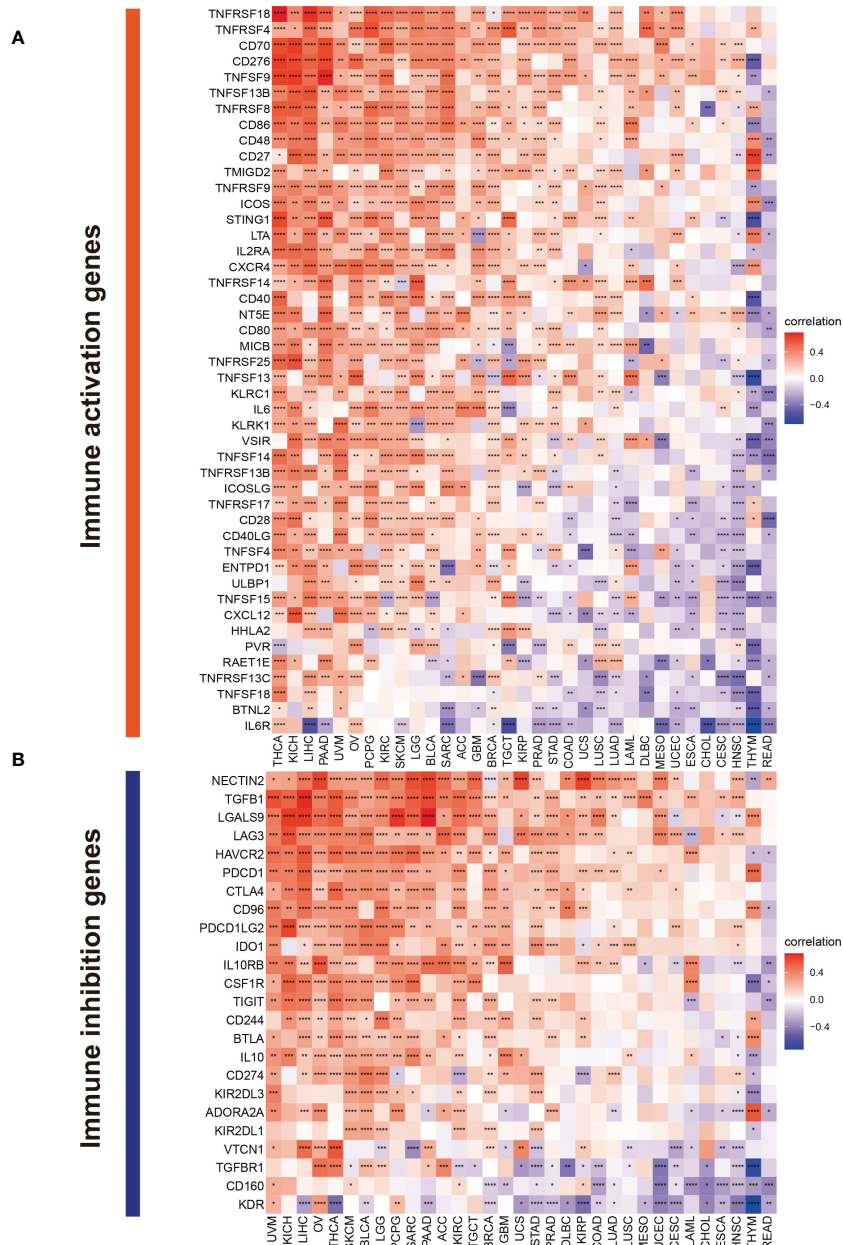 A
Immune activation genes
TNFRSF18
TNFRSF4
CD70
CD276
TNFSF9
TNFSF13B
TNFRSF8
CD86
CD48
CD27
TMIGD2
TNFRSF9
ICOS
STING1
LTA
IL2RA
CXCR4
TNFRSF14
CD40
NT5E
CD80
MICB
TNFRSF25
TNFSF13
KLRC1
IL6
KLRK1
VSIR
TNFSF14
TNFRSF13B
ICOSLG
TNFRSF17
CD28
CD40LG
TNFSF4
ENTPD1
ULBP1
TNFSF15
CXCL12
HHLA2
PVR
RAET1E
TNFRSF13C
TNFSF18
BTNL2
IL6R
THCA KICH LIHC PAAD UVM OV PCPG KIRC SKCM LGG BLCA SARC ACC GBM BRCA TGCT KIRP PRAD STAD COAD UCS LUSC LUAD LAML DLBC MESO UCEC ESCA CHOL CESC HNSC THYM READ
correlation
0.4
0.0
−0.4
B
Immune inhibition genes
NECTIN2
TGFB1
LGALS9
LAG3
HAVCR2
PDCD1
CTLA4
CD96
PDCD1LG2
IDO1
IL10RB
CSF1R
TIGIT
CD244
BTLA
IL10
CD274
KIR2DL3
ADORA2A
KIR2DL1
VTCN1
TGFBR1
CD160
KDR
UVM KICH LIHC OV THCA SKCM BLCA LGG PCPG SARC PAAD ACC KIRC TGCT BRCA GBM UCS STAD PRAD DLBC KIRP COAD LUAD LUSC MESO UCEC CESC LAML CHOL ESCA HNSC THYM READ
correlation
0.4
0.0
−0.4